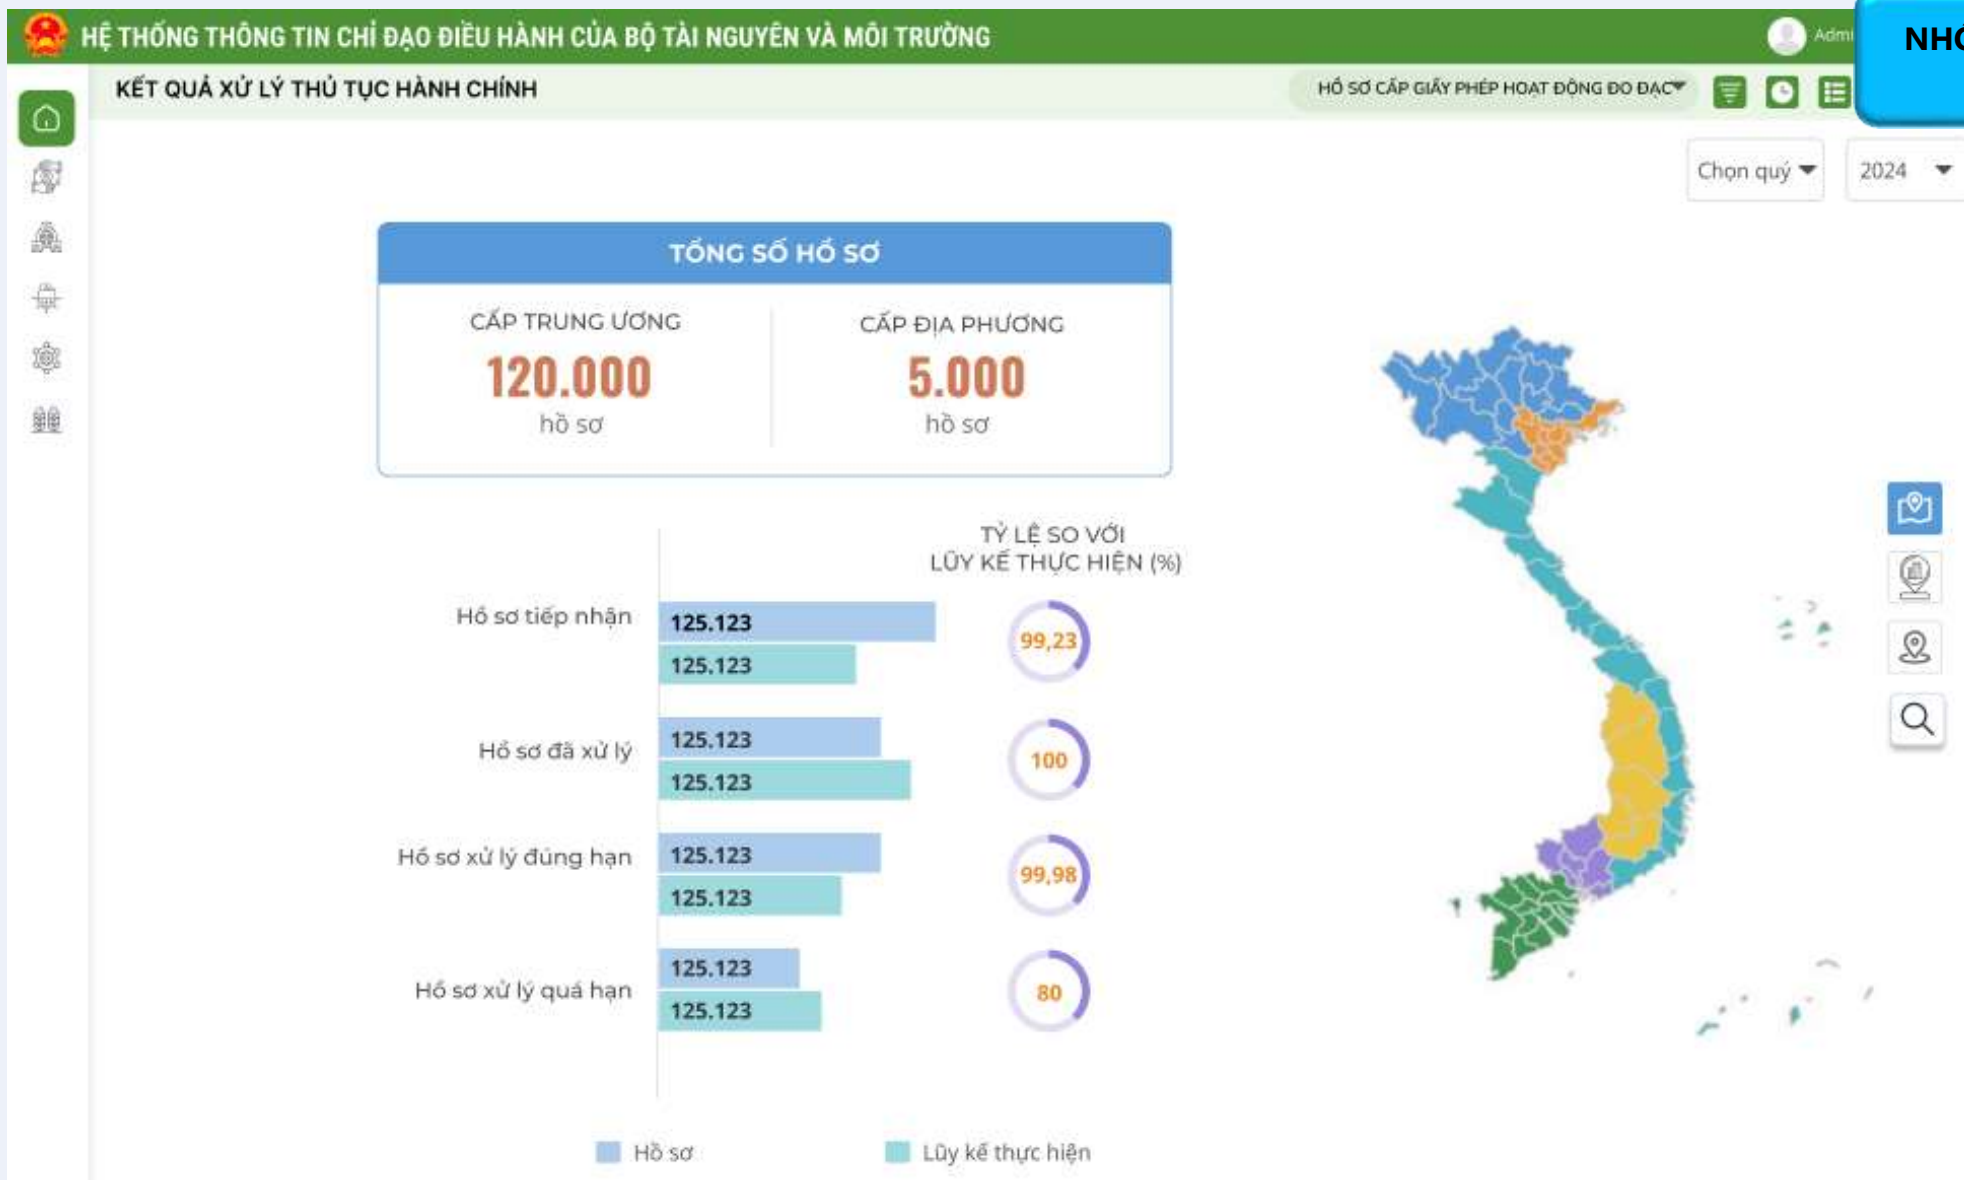 HỆ THỐNG THÔNG TIN CHỈ ĐẠO ĐIỀU HÀNH CỦA BỘ TÀI NGUYÊN VÀ MÔI TRƯỜNG
KẾT QUẢ XỬ LÝ THỦ TỤC HÀNH CHÍNH
HỒ SƠ CẤP GIẤY PHÉP HOẠT ĐỘNG ĐO ĐẠC
Chọn quý
2024
TỔNG SỐ HỒ SƠ
CẤP TRUNG ƯƠNG
120.000
hồ sơ
CẤP ĐỊA PHƯƠNG
5.000
hồ sơ
TỶ LỆ SO VỚI
LŨY KẾ THỰC HIỆN (%)
Hồ sơ tiếp nhận
125.123
125.123
99,23
Hồ sơ đã xử lý
125.123
125.123
100
Hồ sơ xử lý đúng hạn
125.123
125.123
99,98
Hồ sơ xử lý quá hạn
125.123
125.123
80
Hồ sơ
Lũy kế thực hiện